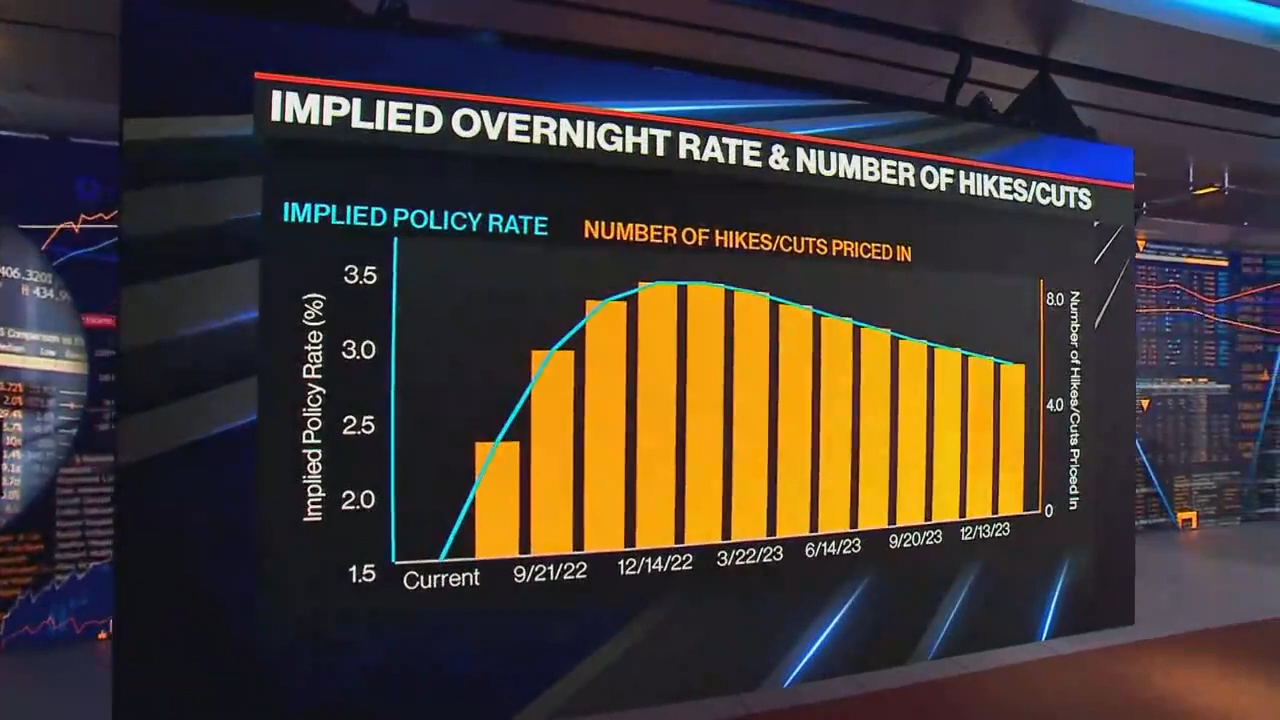 IMPLIED OVERNIGHT RATE & NUMBER OF HIKES/CUTS
IMPLIED POLICY RATE
NUMBER OF HIKES/CUTS PRICED IN
Implied Policy Rate (%)
3.5
3.0
2.5
2.0
1.5
8.0
4.0
0
Number of Hikes/Cuts Priced In
Current
9/21/22
12/14/22
3/22/23
6/14/23
9/20/23
12/13/23